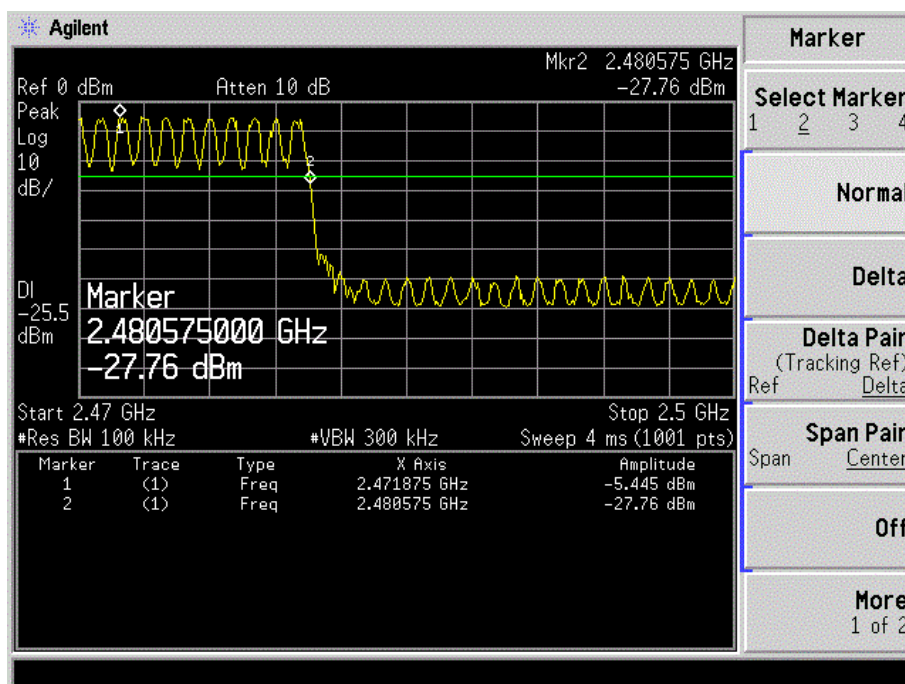 Agilent
Marker
Mkr2 2.480575 GHz
Ref 0 dBm Atten 10 dB -27.76 dBm
Peak
Log
10
dB/
1
2
DI
-25.5
dBm
Marker
2.480575000 GHz
-27.76 dBm
Start 2.47 GHz Stop 2.5 GHz
#Res BW 100 kHz #VBW 300 kHz Sweep 4 ms (1001 pts)
Marker Trace Type X Axis Amplitude
1 (1) Freq 2.471875 GHz -5.445 dBm
2 (1) Freq 2.480575 GHz -27.76 dBm
Select Marker
1 2 3 4
Normal
Delta
Delta Pair
(Tracking Ref)
Ref Delta
Span Pair
Span Center
Off
More
1 of 2